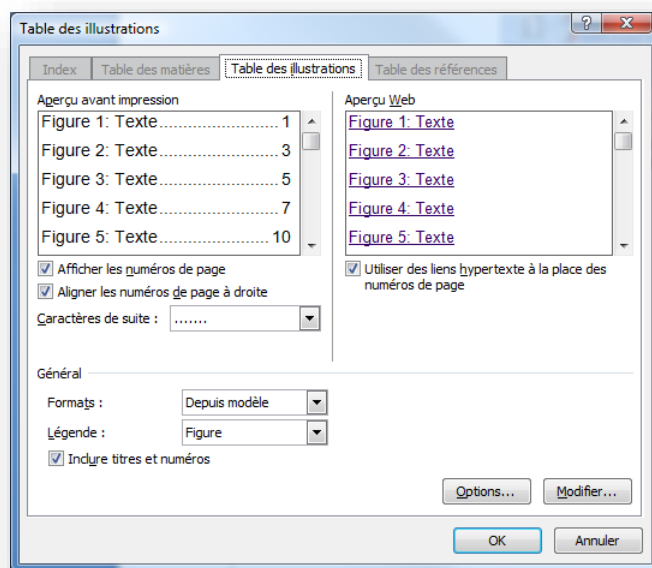 Table des illustrations
Index
Table des matières
Table des illustrations
Table des références
Aperçu avant impression
Figure 1: Texte............................ 1
Figure 2: Texte............................ 3
Figure 3: Texte............................ 5
Figure 4: Texte............................ 7
Figure 5: Texte.......................... 10
Afficher les numéros de page
Aligner les numéros de page à droite
Caractères de suite : .......
Aperçu Web
Figure 1: Texte
Figure 2: Texte
Figure 3: Texte
Figure 4: Texte
Figure 5: Texte
Utiliser des liens hypertexte à la place des
numéros de page
Général
Formats : Depuis modèle
Légende : Figure
Inclure titres et numéros
Options... Modifier...
OK Annuler